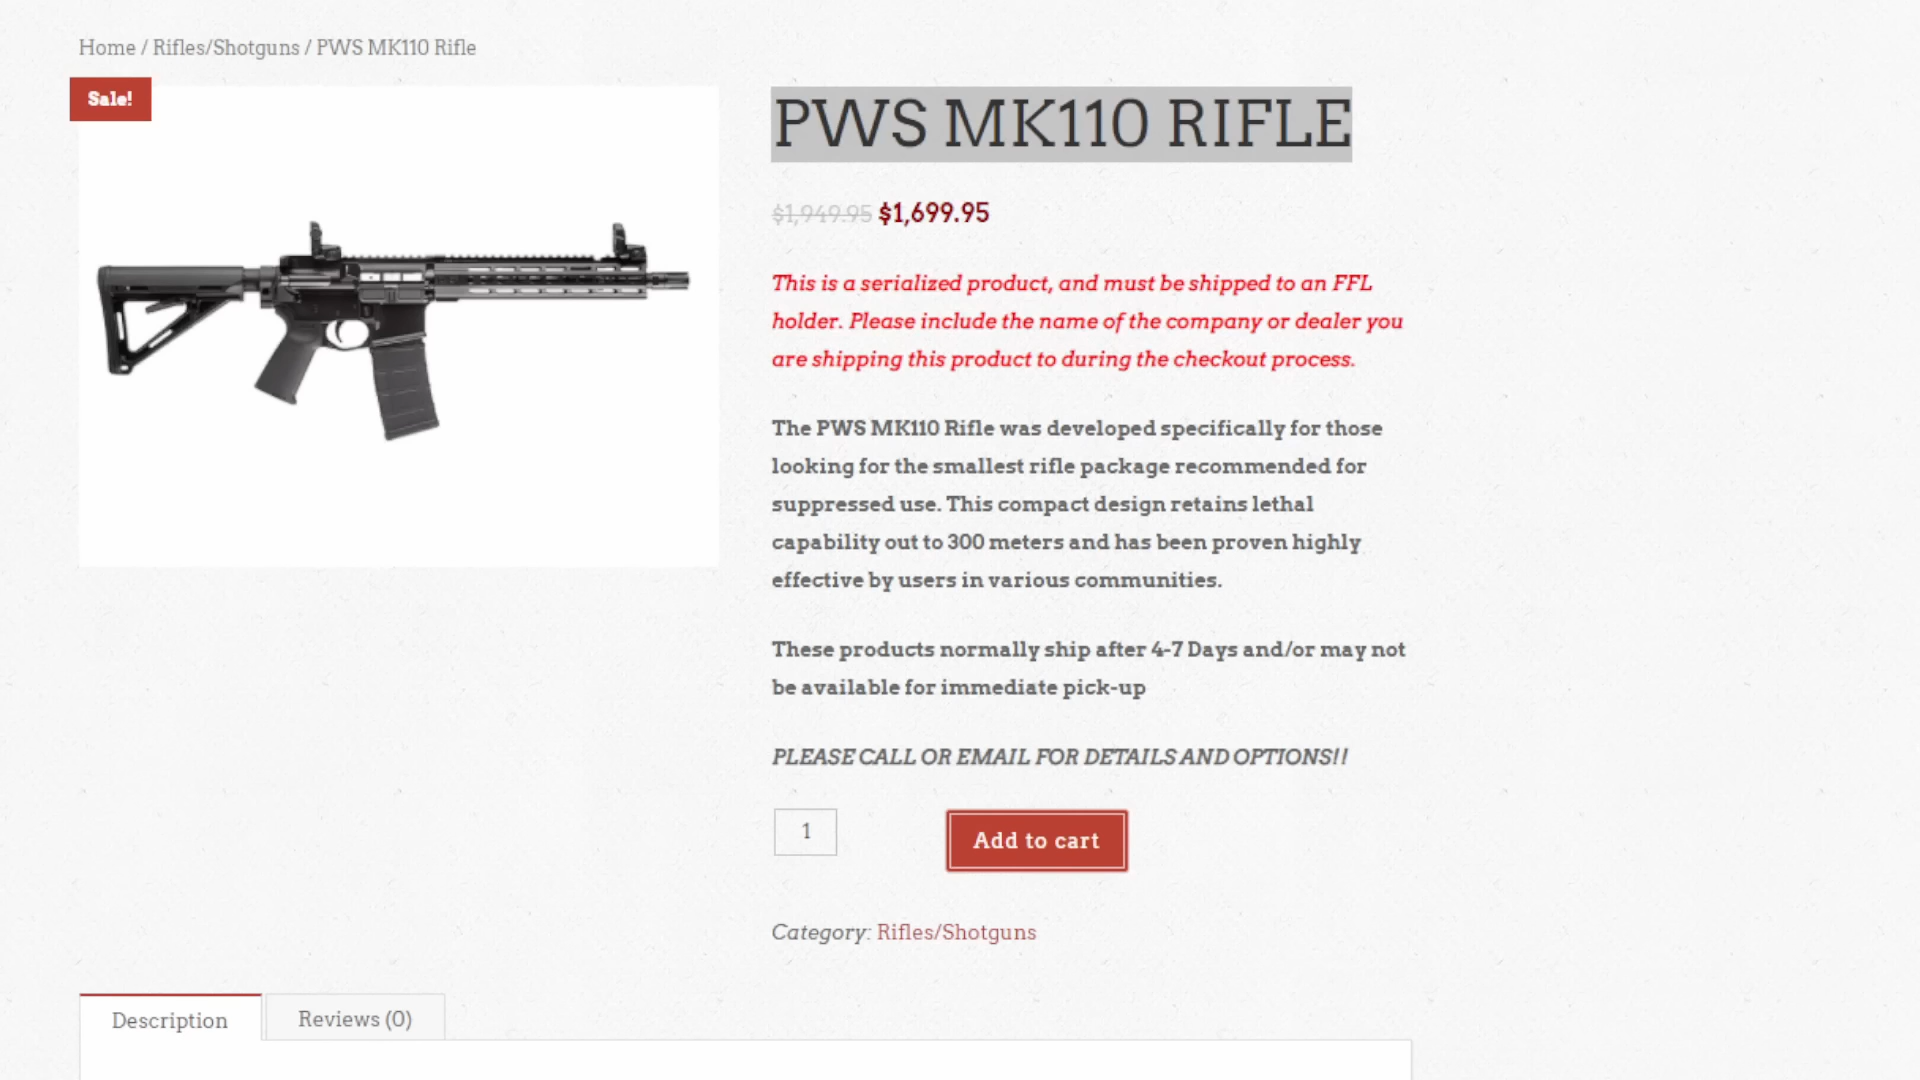 Home / Rifles/Shotguns / PWS MK110 Rifle
Sale!
PWS MK110 RIFLE
$1,949.95 $1,699.95
This is a serialized product, and must be shipped to an FFL
holder. Please include the name of the company or dealer you
are shipping this product to during the checkout process.
The PWS MK110 Rifle was developed specifically for those
looking for the smallest rifle package recommended for
suppressed use. This compact design retains lethal
capability out to 300 meters and has been proven highly
effective by users in various communities.
These products normally ship after 4-7 Days and/or may not
be available for immediate pick-up
PLEASE CALL OR EMAIL FOR DETAILS AND OPTIONS!!
1
Add to cart
Category: Rifles/Shotguns
Description
Reviews (0)